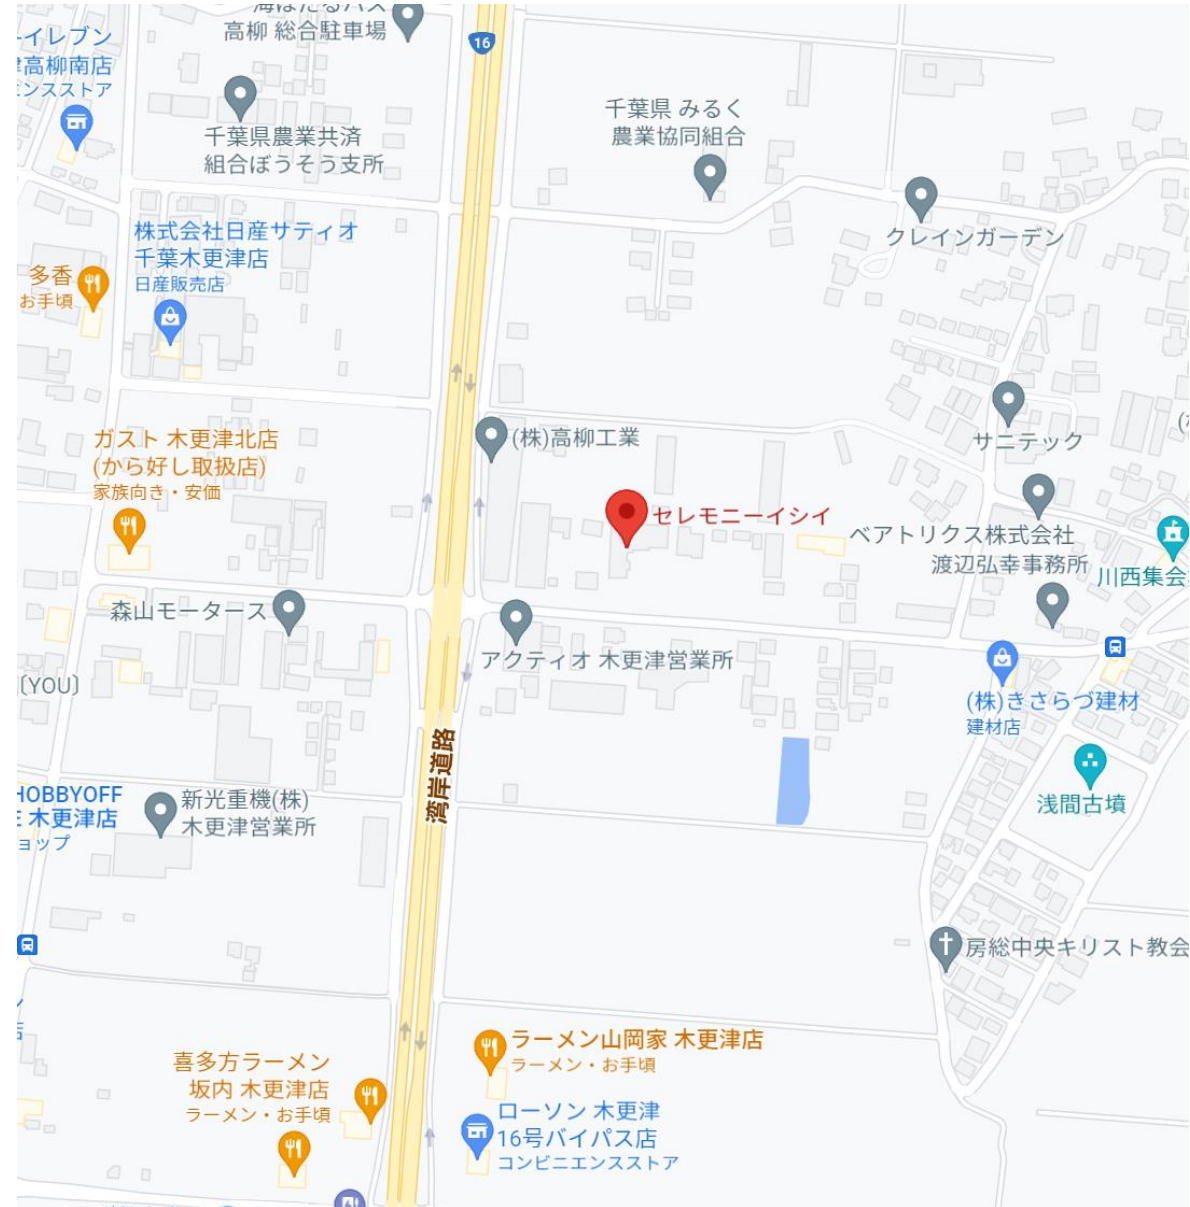 海ほたるバス
高柳 総合駐車場
16
イレブン
高柳南店
ンスストア
千葉県農業共済
組合ぼうそう支所
千葉県 みるく
農業協同組合
クレインガーデン
株式会社日産サティオ
千葉木更津店
日産販売店
多香
お手頃
ガスト 木更津北店
(から好し取扱店)
家族向き・安価
(株)高柳工業
サニテック
セレモニーイシイ
ベアトリクス株式会社
渡辺弘幸事務所
川西集会
森山モータース
アクティオ 木更津営業所
(株)きさらづ建材
建材店
〔YOU〕
湾岸道路
浅間古墳
HOBBYOFF
木更津店
ョップ
新光重機(株)
木更津営業所
房総中央キリスト教会
ラーメン山岡家 木更津店
ラーメン・お手頃
喜多方ラーメン
坂内 木更津店
ラーメン・お手頃
ローソン 木更津
16号バイパス店
コンビニエンスストア